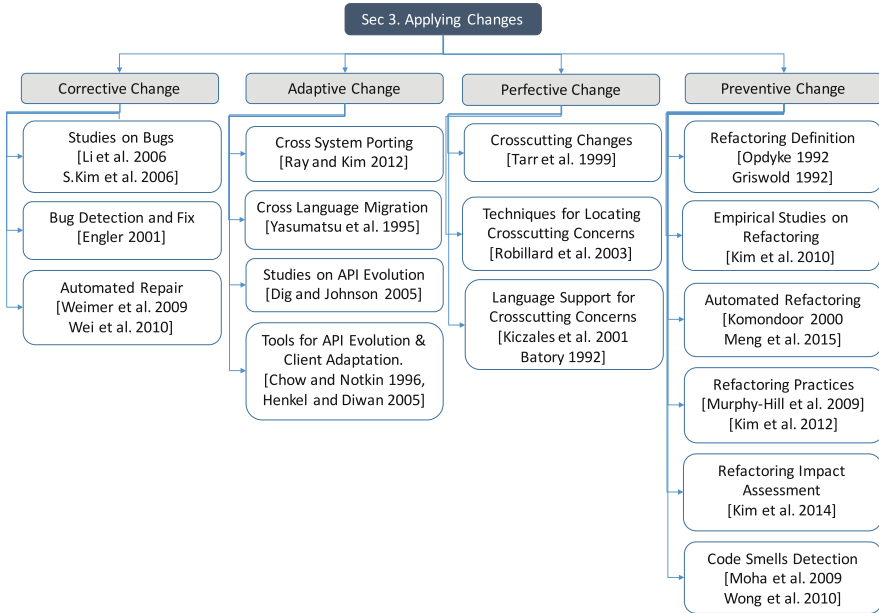 Sec 3. Applying Changes
Corrective Change
Studies on Bugs
[Li et al. 2006
S.Kim et al. 2006]
Bug Detection and Fix
[Engler 2001]
Automated Repair
[Weimer et al. 2009
Wei et al. 2010]
Adaptive Change
Cross System Porting
[Ray and Kim 2012]
Cross Language Migration
[Yasumatsu et al. 1995]
Studies on API Evolution
[Dig and Johnson 2005]
Tools for API Evolution &
Client Adaptation.
[Chow and Notkin 1996,
Henkel and Diwan 2005]
Perfective Change
Crosscutting Changes
[Tarr et al. 1999]
Techniques for Locating
Crosscutting Concerns
[Robillard et al. 2003]
Language Support for
Crosscutting Concerns
[Kiczales et al. 2001
Batory 1992]
Preventive Change
Refactoring Definition
[Opdyke 1992
Griswold 1992]
Empirical Studies on
Refactoring
[Kim et al. 2010]
Automated Refactoring
[Komondoor 2000
Meng et al. 2015]
Refactoring Practices
[Murphy-Hill et al. 2009]
[Kim et al. 2012]
Refactoring Impact
Assessment
[Kim et al. 2014]
Code Smells Detection
[Moha et al. 2009
Wong et al. 2010]